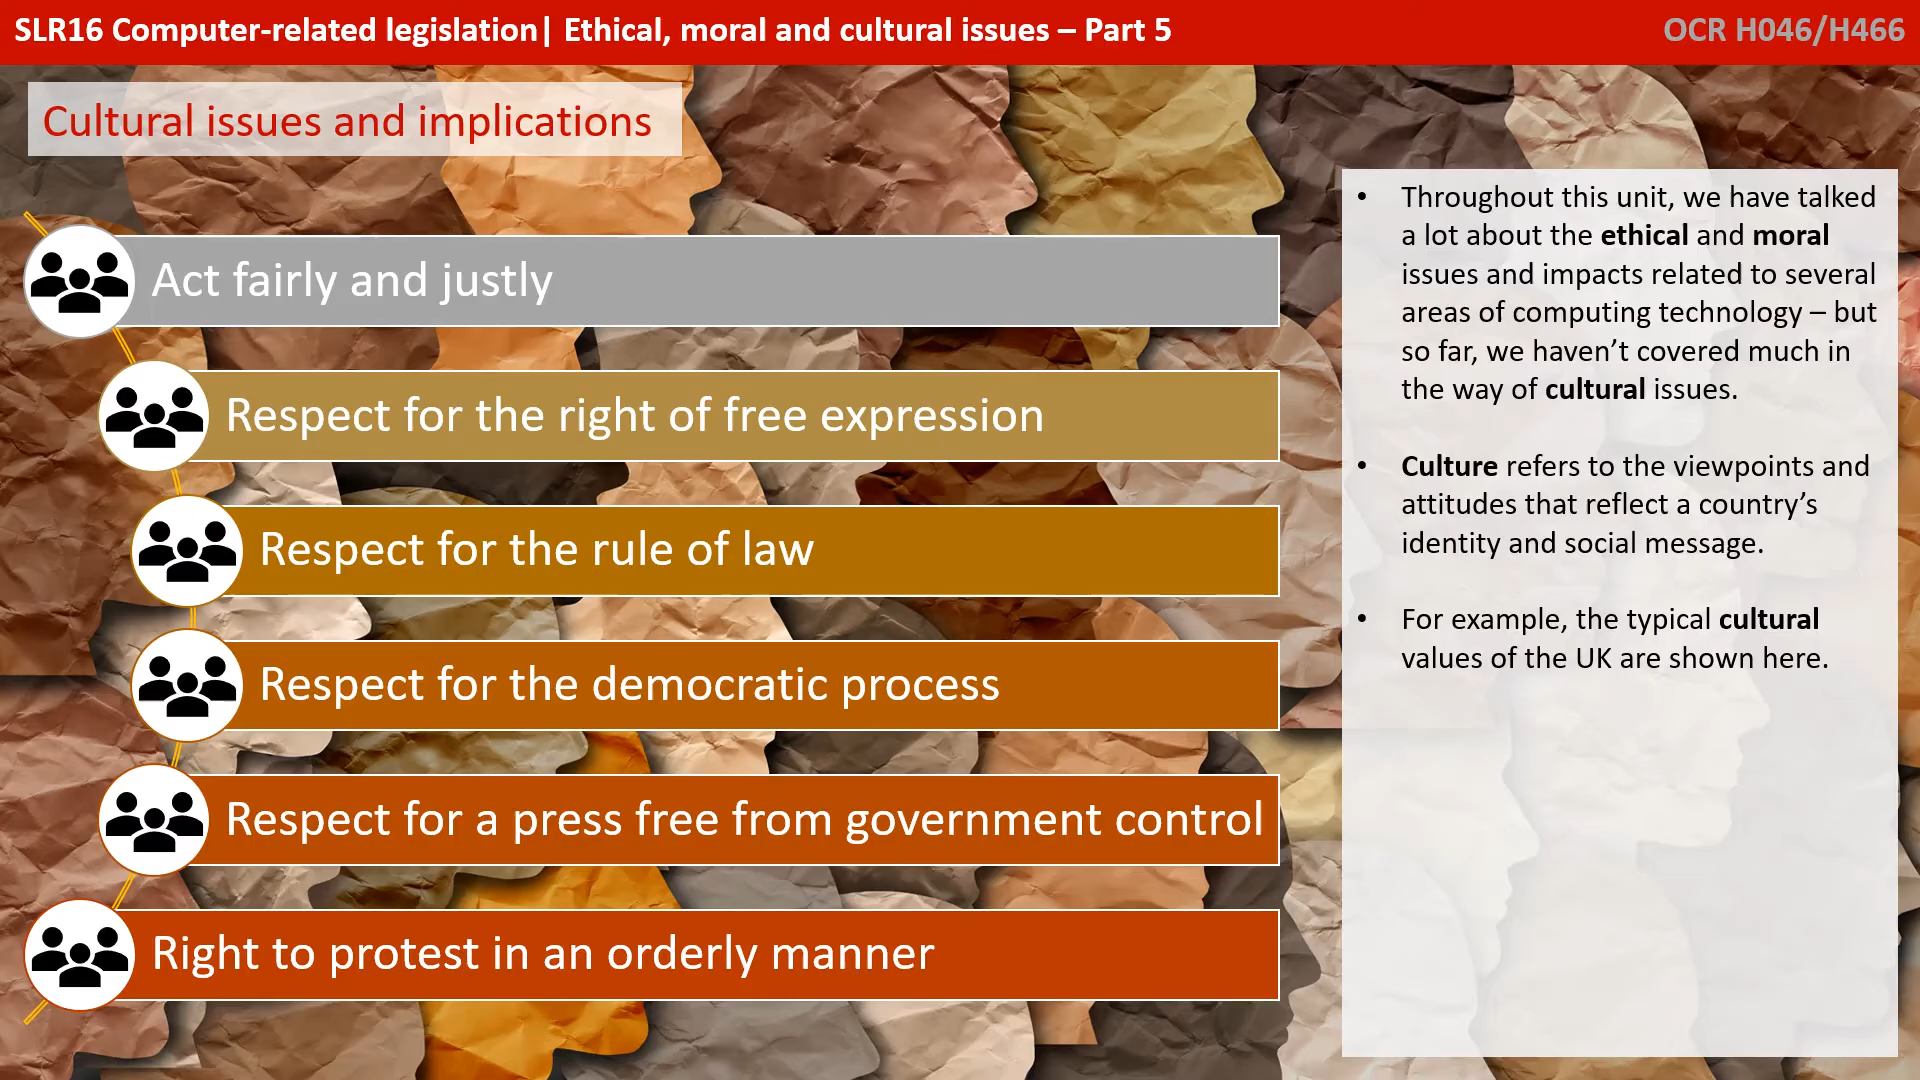 SLR16 Computer-related legislation| Ethical, moral and cultural issues – Part 5
OCR H046/H466
Cultural issues and implications
Act fairly and justly
Respect for the right of free expression
Respect for the rule of law
Respect for the democratic process
Respect for a press free from government control
Right to protest in an orderly manner
• Throughout this unit, we have talked
a lot about the ethical and moral
issues and impacts related to several
areas of computing technology – but
so far, we haven’t covered much in
the way of cultural issues.
• Culture refers to the viewpoints and
attitudes that reflect a country’s
identity and social message.
• For example, the typical cultural
values of the UK are shown here.